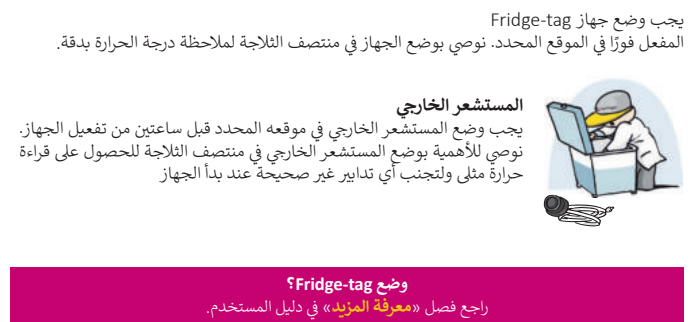 يجب وضع جهاز Fridge-tag
المفعل فورًا في الموقع المحدد. نوصي بوضع الجهاز في منتصف الثلاجة لملاحظة درجة الحرارة بدقة.
المستشعر الخارجي
يجب وضع المستشعر الخارجي في موقعه المحدد قبل ساعتين من تفعيل الجهاز.
نوصي للأهمية بوضع المستشعر الخارجي في منتصف الثلاجة للحصول على قراءة
حرارة مثلى ولتجنب أي تدابير غير صحيحة عند بدأ الجهاز
وضع Fridge-tag؟
راجع فصل «معرفة المزيد» في دليل المستخدم.